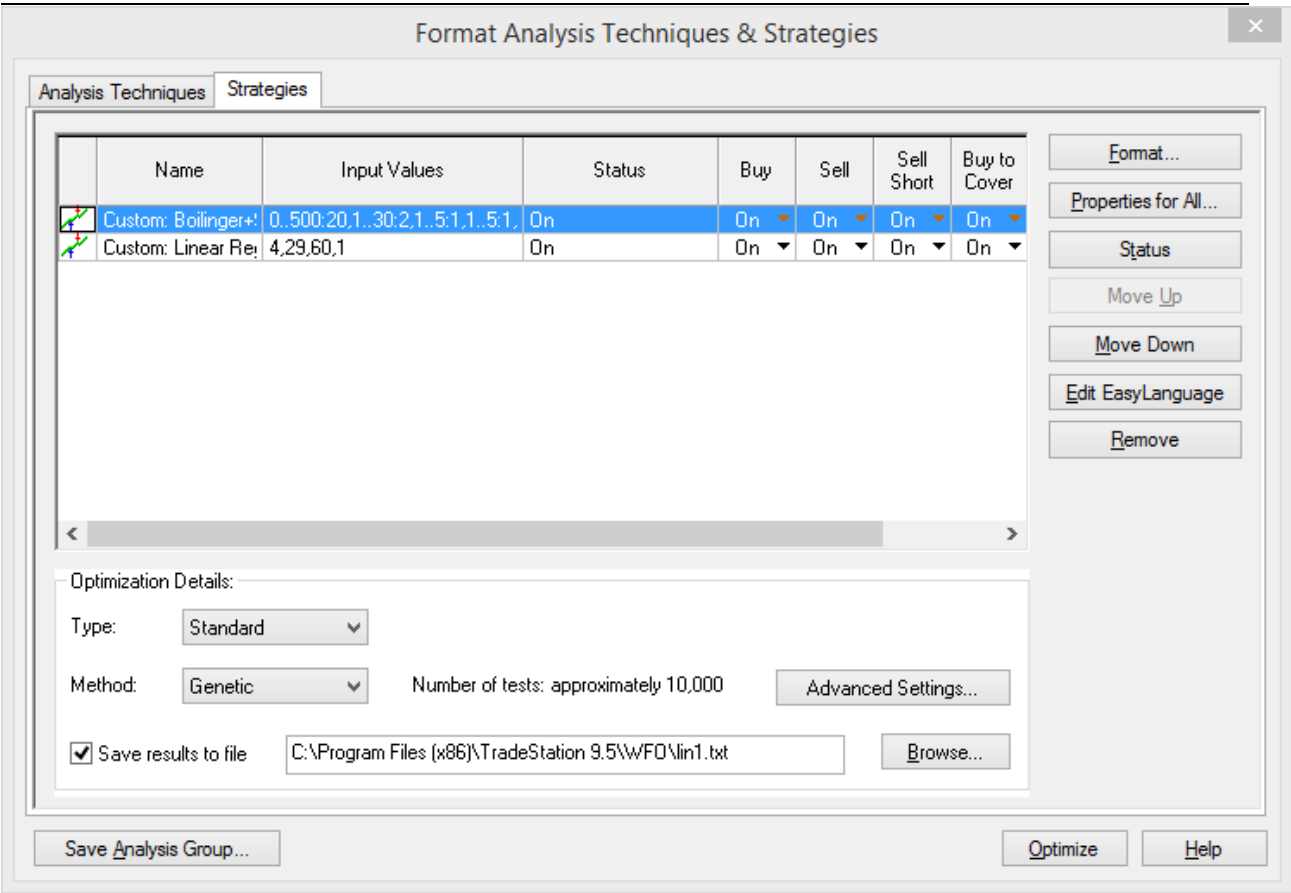 Format Analysis Techniques & Strategies
Analysis Techniques Strategies
Name Input Values Status Buy Sell Sell Short Buy to Cover
Custom: Boilinger+ 0..500:20,1..30:2,1..5:1,1..5:1, On On On On On
Custom: Linear Re 4,29,60,1 On On On On On
Format...
Properties for All...
Status
Move Up
Move Down
Edit EasyLanguage
Remove
Optimization Details:
Type: Standard
Method: Genetic Number of tests: approximately 10,000 Advanced Settings...
Save results to file C:\Program Files (x86)\TradeStation 9.5\WFO\lin1.txt Browse...
Save Analysis Group... Optimize Help